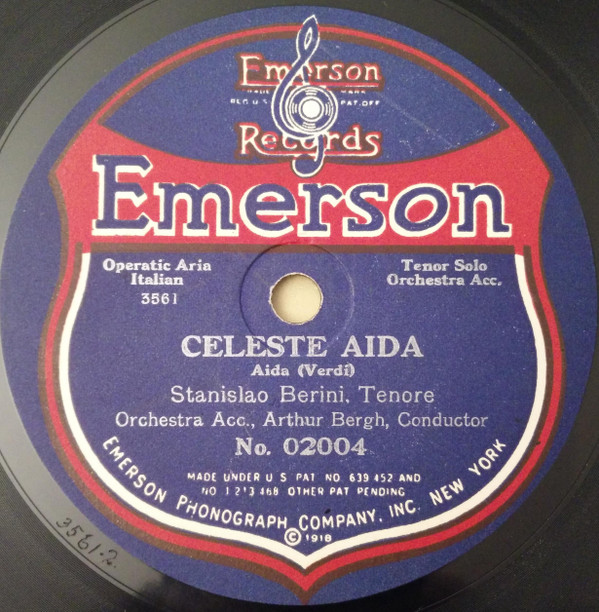 Emerson
TRADE MARK
REG U S PAT. OFF
Records
Emerson
Operatic Aria
Italian
3561
Tenor Solo
Orchestra Acc.
CELESTE AIDA
Aida (Verdi)
Stanislao Berini, Tenore
Orchestra Acc., Arthur Bergh, Conductor
No. 02004
MADE UNDER U S PAT NO 639 452 AND
NO 1 213 468 OTHER PAT PENDING
EMERSON PHONOGRAPH COMPANY, INC. NEW YORK
© 1918
3561-2